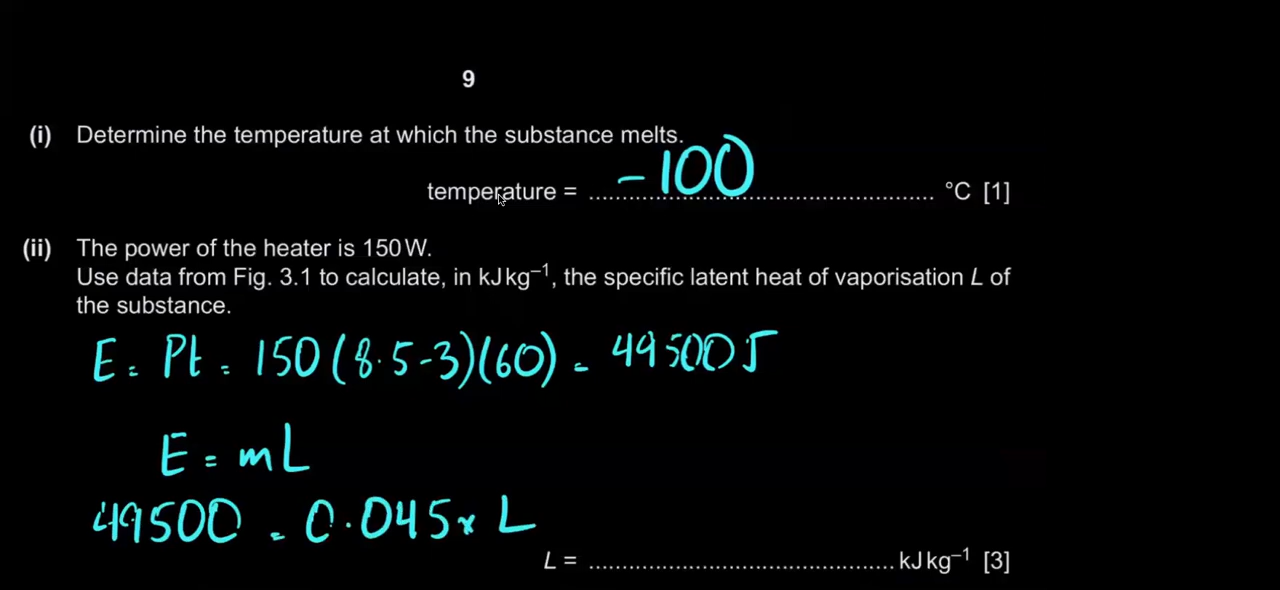 9
(i) Determine the temperature at which the substance melts.
temperature = -100 °C [1]
(ii) The power of the heater is 150 W.
Use data from Fig. 3.1 to calculate, in kJ kg⁻¹, the specific latent heat of vaporisation L of
the substance.
E = Pt = 150(8.5-3)(60) = 49500J
E = mL
49500 = 0.045 x L
L = ............................................. kJ kg⁻¹ [3]